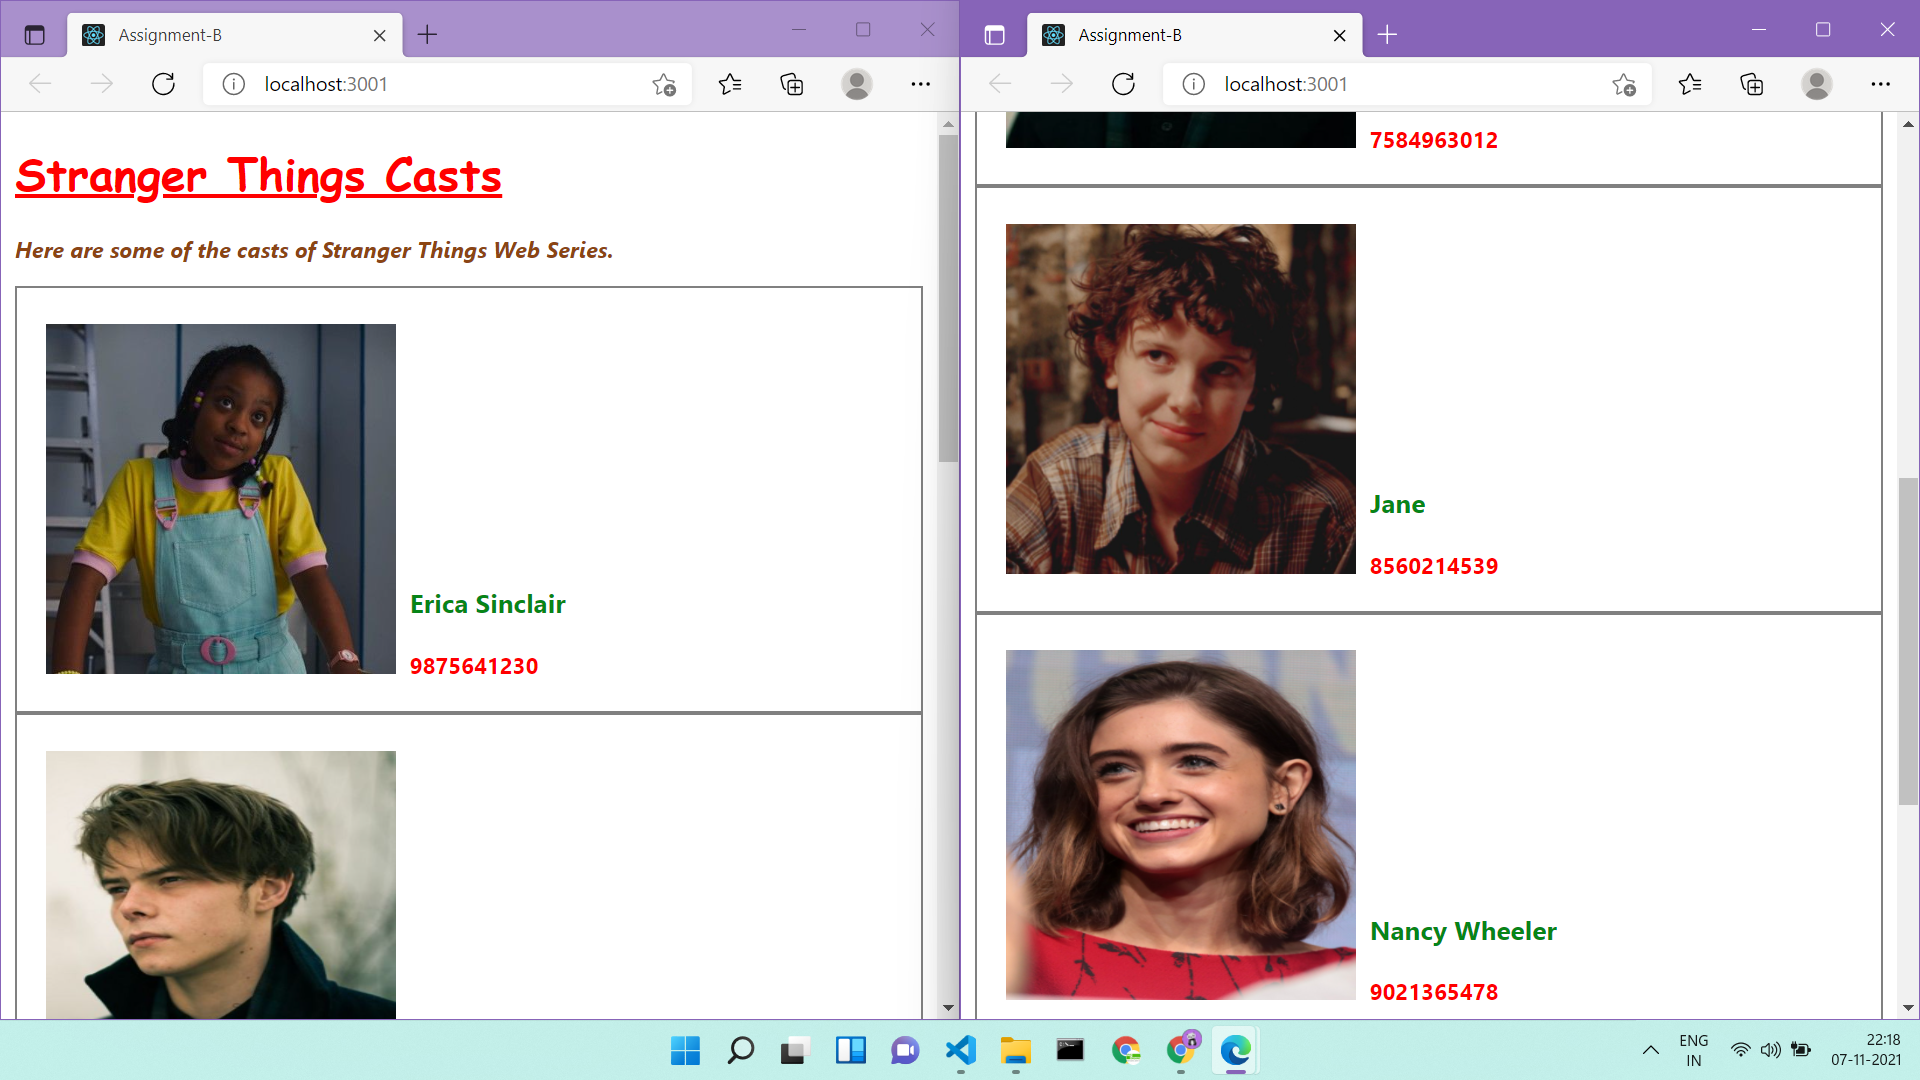 Assignment-B
localhost:3001
Stranger Things Casts
Here are some of the casts of Stranger Things Web Series.
Erica Sinclair
9875641230
Assignment-B
localhost:3001
7584963012
Jane
8560214539
Nancy Wheeler
9021365478
ENG
IN
22:18
07-11-2021